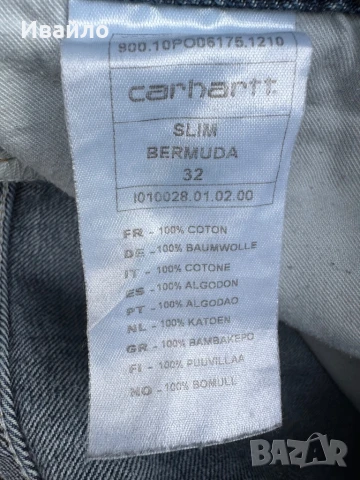 Ивайло
900.10PO06175.1210
carhartt
SLIM
BERMUDA
32
I010028.01.02.00
FR - 100% COTON
DE - 100% BAUMWOLLE
IT - 100% COTONE
ES - 100% ALGODON
PT - 100% ALGODAO
NL - 100% KATOEN
GR - 100% BAMBAKEPO
FI - 100% PUUVILLAA
NO - 100% BOMULL
BAZAR